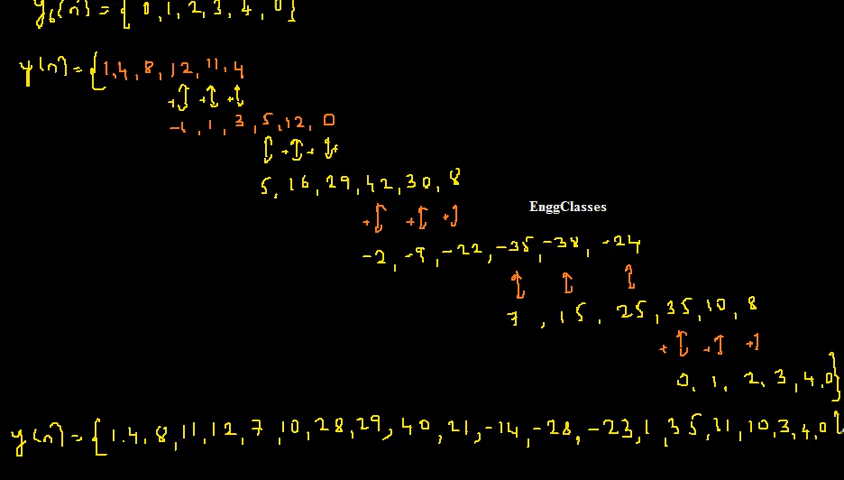 y6(n) = { 0, 1, 2, 3, 4, 0}
y(n) = { 1, 4, 8, 12, 11, 4
-1, 1, 3, 5, 12, 0
5, 16, 29, 42, 30, 8
EnggClasses
-2, -9, -22, -35, -38, -24
7, 15, 25, 35, 10, 8
0, 1, 2, 3, 4, 0}
y(n) = { 1, 4, 8, 11, 12, 7, 10, 28, 29, 40, 21, -14, -28, -23, 1, 35, 11, 10, 3, 4, 0}